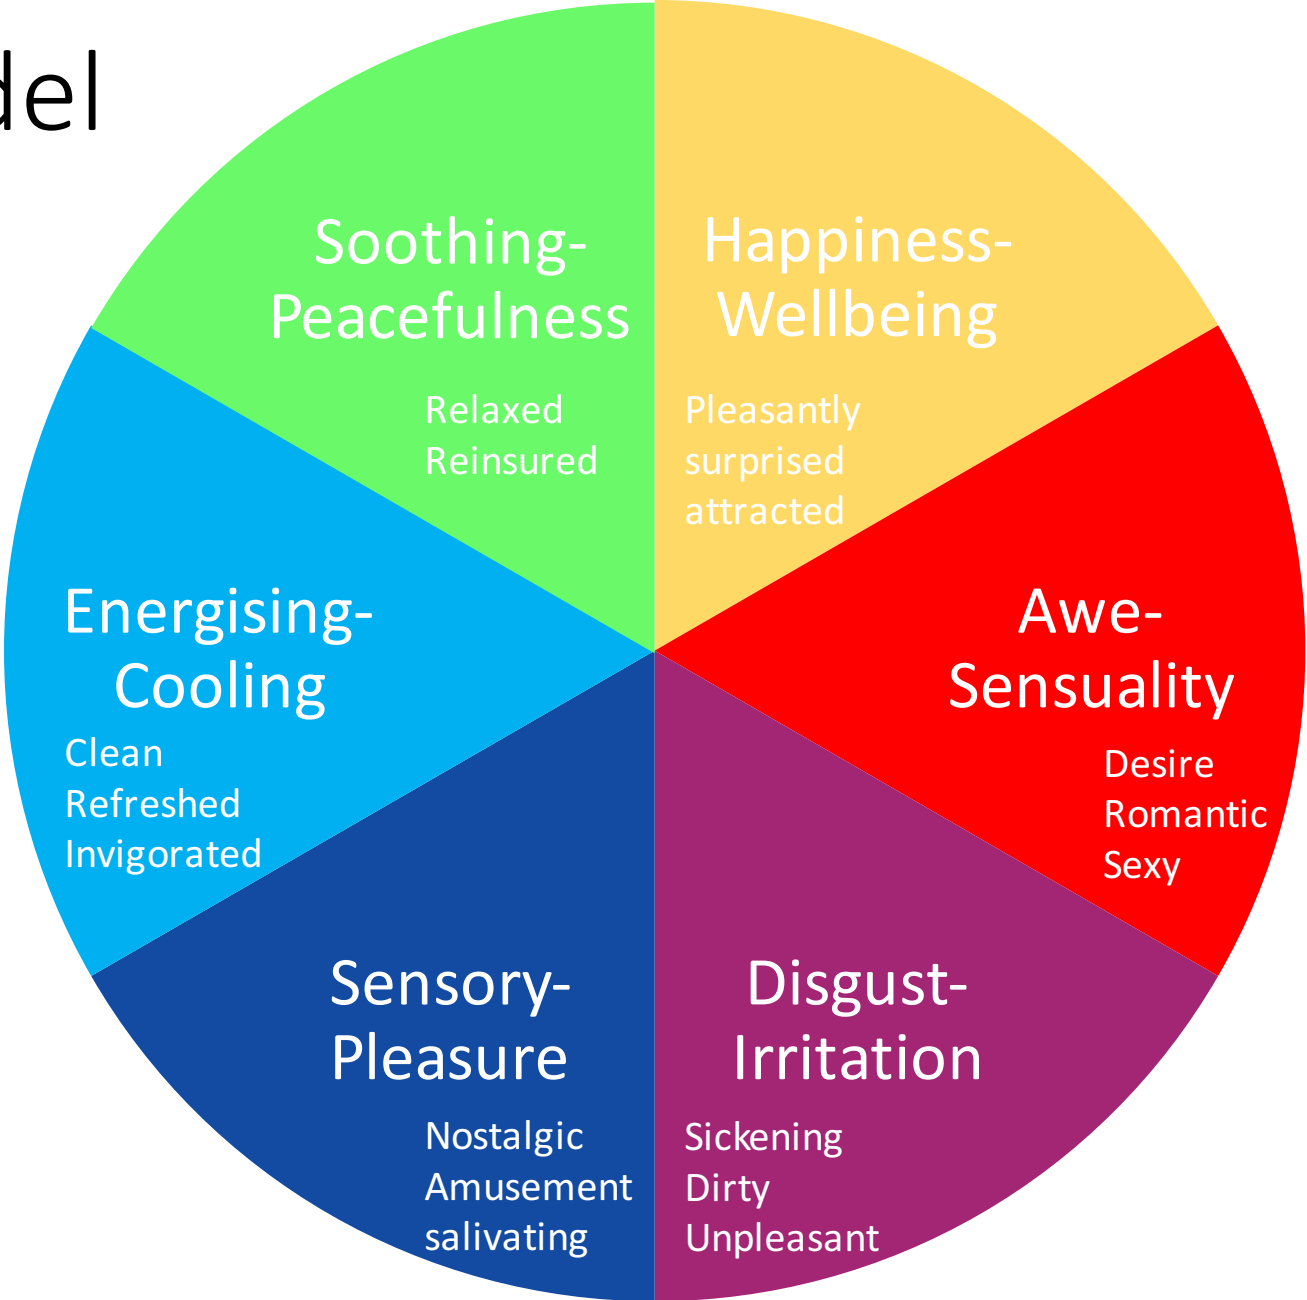 del
Soothing-
Peacefulness
Relaxed
Reinsured
Happiness-
Wellbeing
Pleasantly
surprised
attracted
Energising-
Cooling
Clean
Refreshed
Invigorated
Awe-
Sensuality
Desire
Romantic
Sexy
Sensory-
Pleasure
Nostalgic
Amusement
salivating
Disgust-
Irritation
Sickening
Dirty
Unpleasant